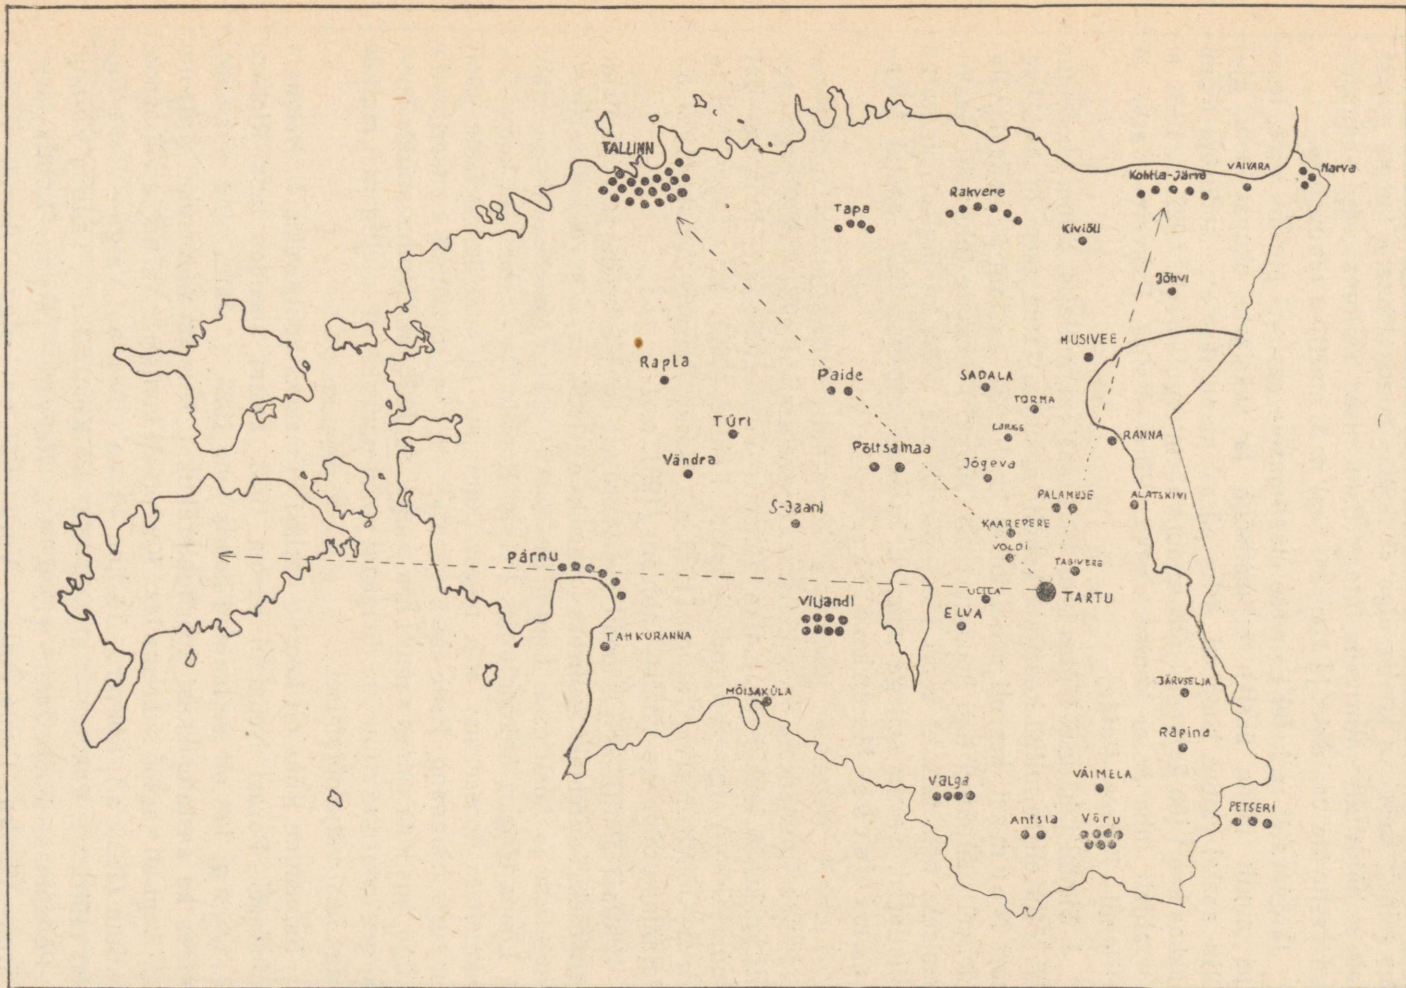 TALLINN
VAIVARA
Narva
Kohtla-Järve
Rakvere
Tapa
Kiviõli
Jõhvi
MUSIVEE
Rapla
Paide
SADALA
TORMA
Türi
RANNA
Põltsamaa
Vändra
Jõgeva
PALAMUSE
ALATSKIVI
S-Jaani
KAAREPERE
VOLDI
Pärnu
TABIVERE
TARTU
Viljandi
ELVA
TAHKURANNA
JÄRVSELJA
MÕISAKÜLA
Räpina
Valga
VÄIMELA
PETSERI
Antsla
Võru